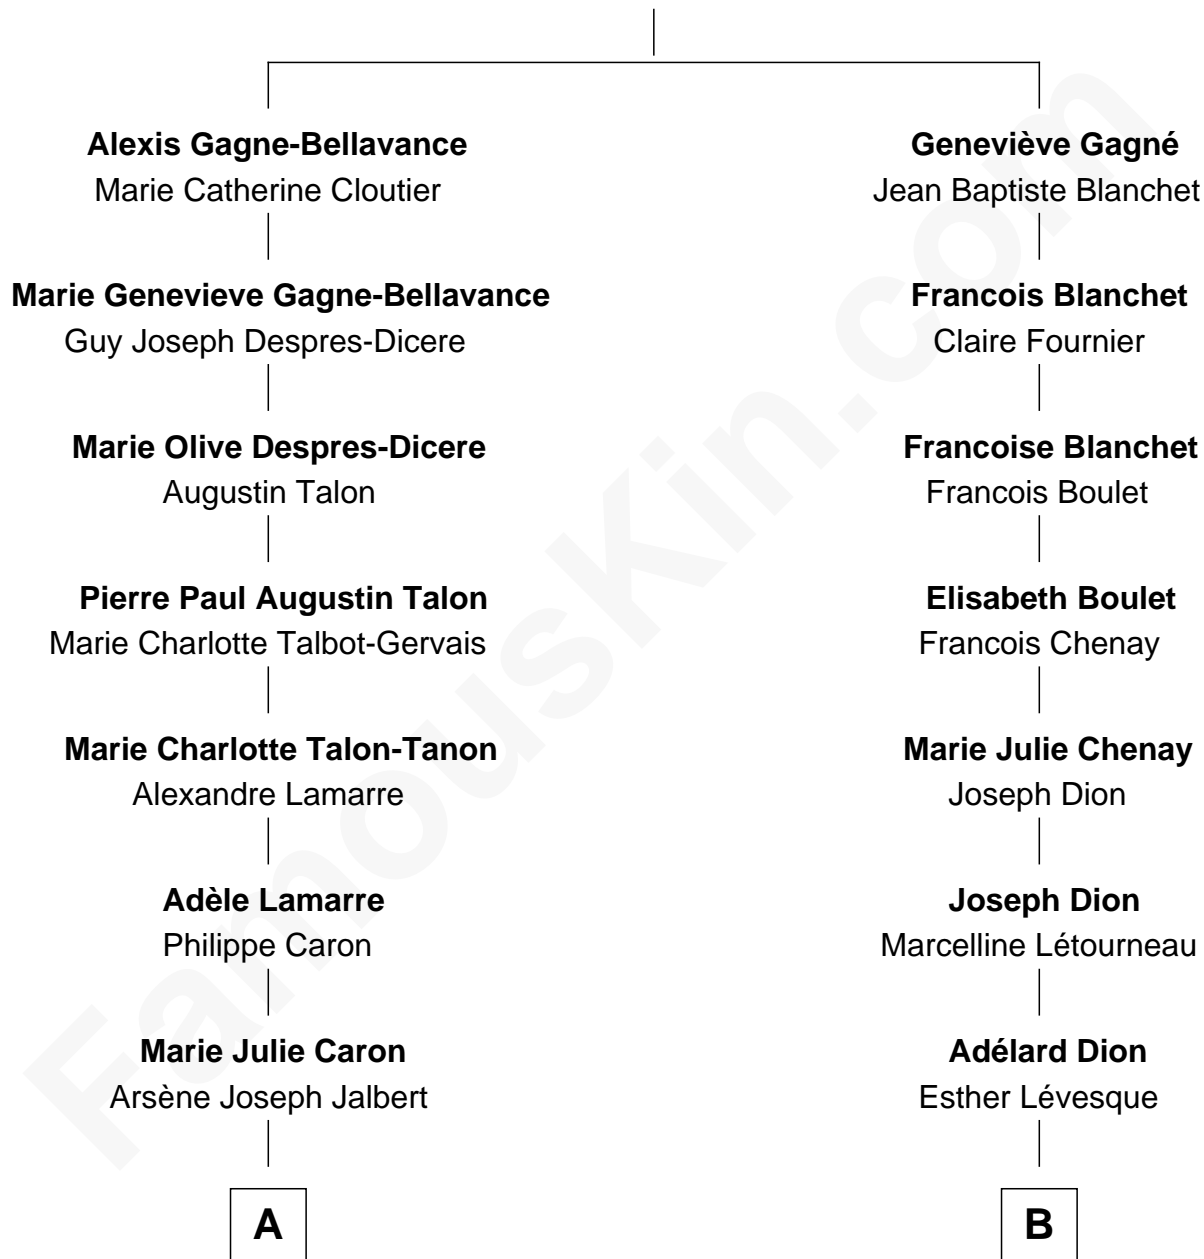 Alexis Gagne-Bellavance
Marie Catherine Cloutier
Marie Genevieve Gagne-Bellavance
Guy Joseph Despres-Dicere
Marie Olive Despres-Dicere
Augustin Talon
Pierre Paul Augustin Talon
Marie Charlotte Talbot-Gervais
Marie Charlotte Talon-Tanon
Alexandre Lamarre
Adèle Lamarre
Philippe Caron
Marie Julie Caron
Arsène Joseph Jalbert
A
Geneviève Gagné
Jean Baptiste Blanchet
Francois Blanchet
Claire Fournier
Francoise Blanchet
Francois Boulet
Elisabeth Boulet
Francois Chenay
Marie Julie Chenay
Joseph Dion
Joseph Dion
Marcelline Létourneau
Adélard Dion
Esther Lévesque
B
FamousKin.com